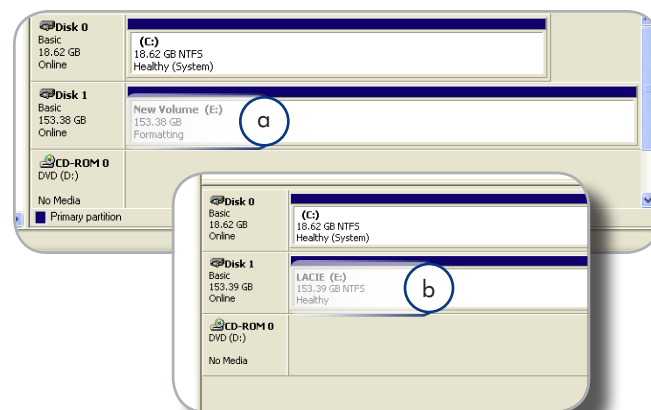 Disk 0
Basic
18.62 GB
Online
(C:)
18.62 GB NTFS
Healthy (System)
Disk 1
Basic
153.38 GB
Online
New Volume (E:)
153.38 GB
Formatting
a
CD-ROM 0
DVD (D:)
No Media
Primary partition
Disk 0
Basic
18.62 GB
Online
(C:)
18.62 GB NTFS
Healthy (System)
Disk 1
Basic
153.39 GB
Online
LACIE (E:)
153.39 GB NTFS
Healthy
b
CD-ROM 0
DVD (D:)
No Media